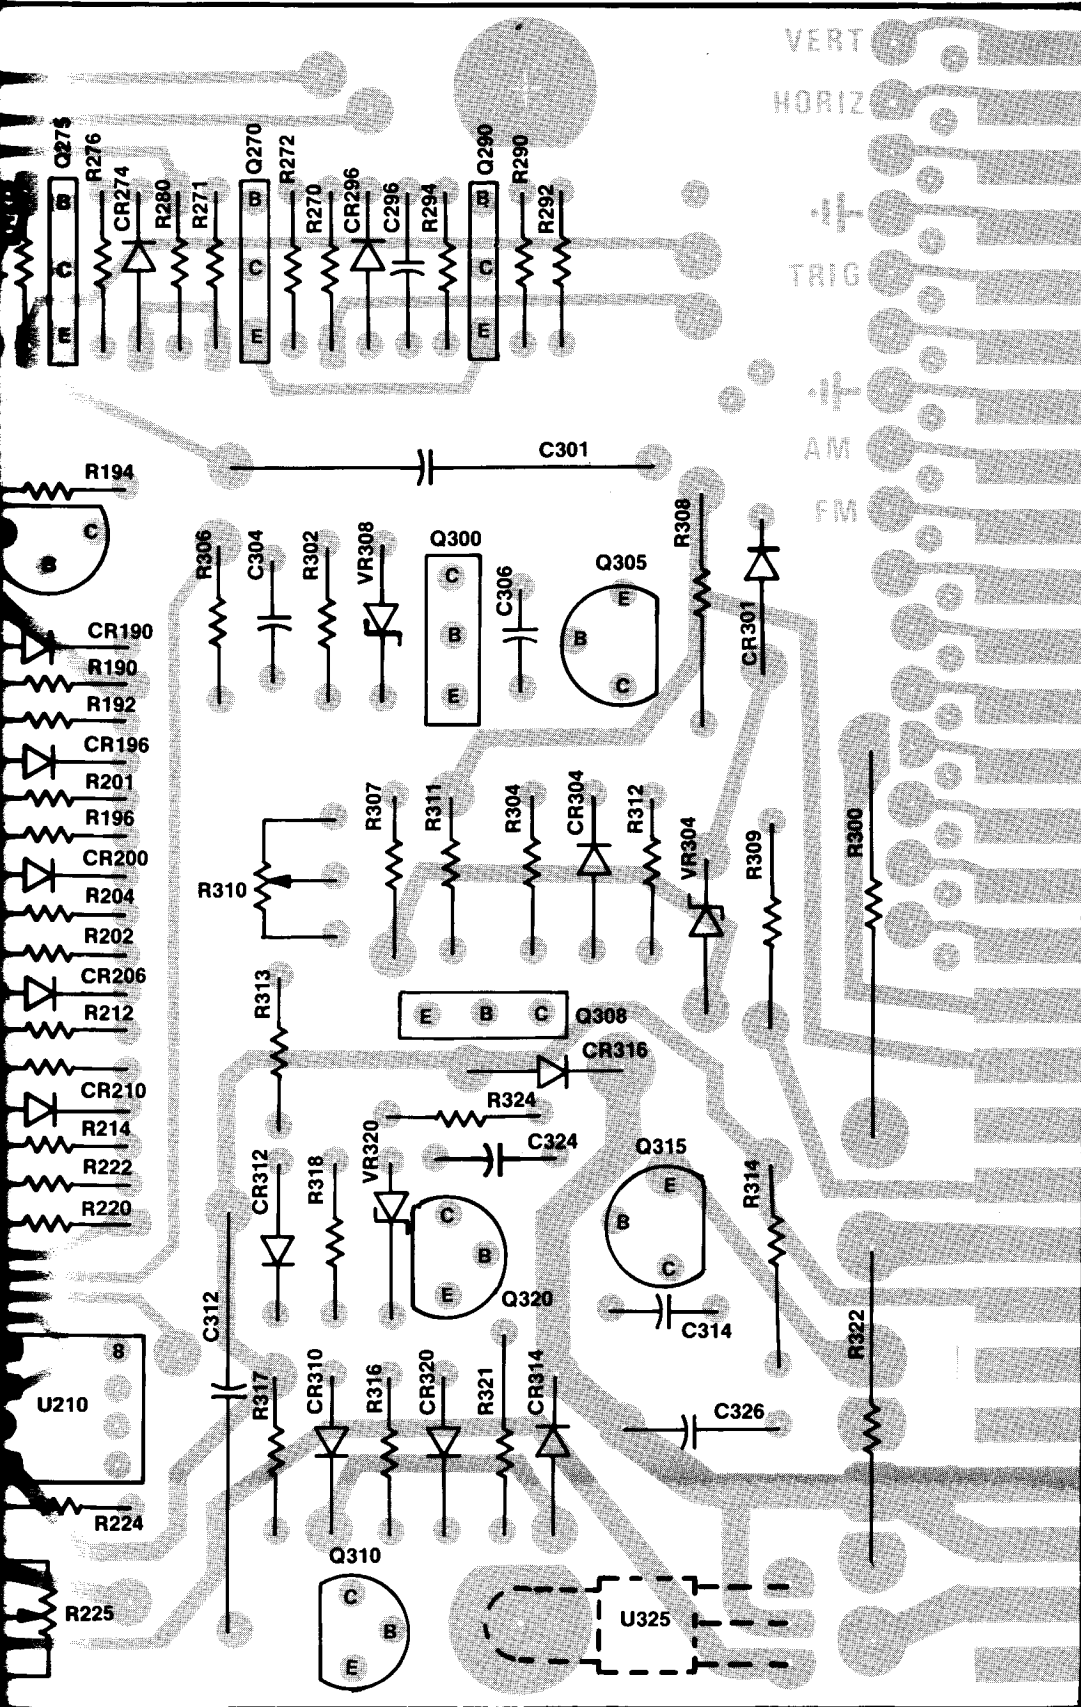 VERT
HORIZ
Q275
R276
CR274
R280
R271
Q270
R272
R270
CR296
C296
R294
Q290
R290
R292
B
B
B
C
C
C
E
E
E
TRIG
AM
FM
C301
R194
C
B
R306
C304
R302
VR308
Q300
C
B
E
C306
Q305
E
B
C
R308
CR301
CR190
R190
R192
CR196
R201
R196
CR200
R204
R202
CR206
R212
CR210
R214
R222
R220
R310
R307
R311
R304
CR304
R312
VR304
R309
R300
R313
E B C
Q308
CR316
R324
C324
CR312
R318
VR320
C
B
E
Q320
Q315
E
B
C
R314
C314
C312
R322
8
U210
R317
CR310
R316
CR320
R321
CR314
C326
R224
R225
Q310
C
B
E
U325